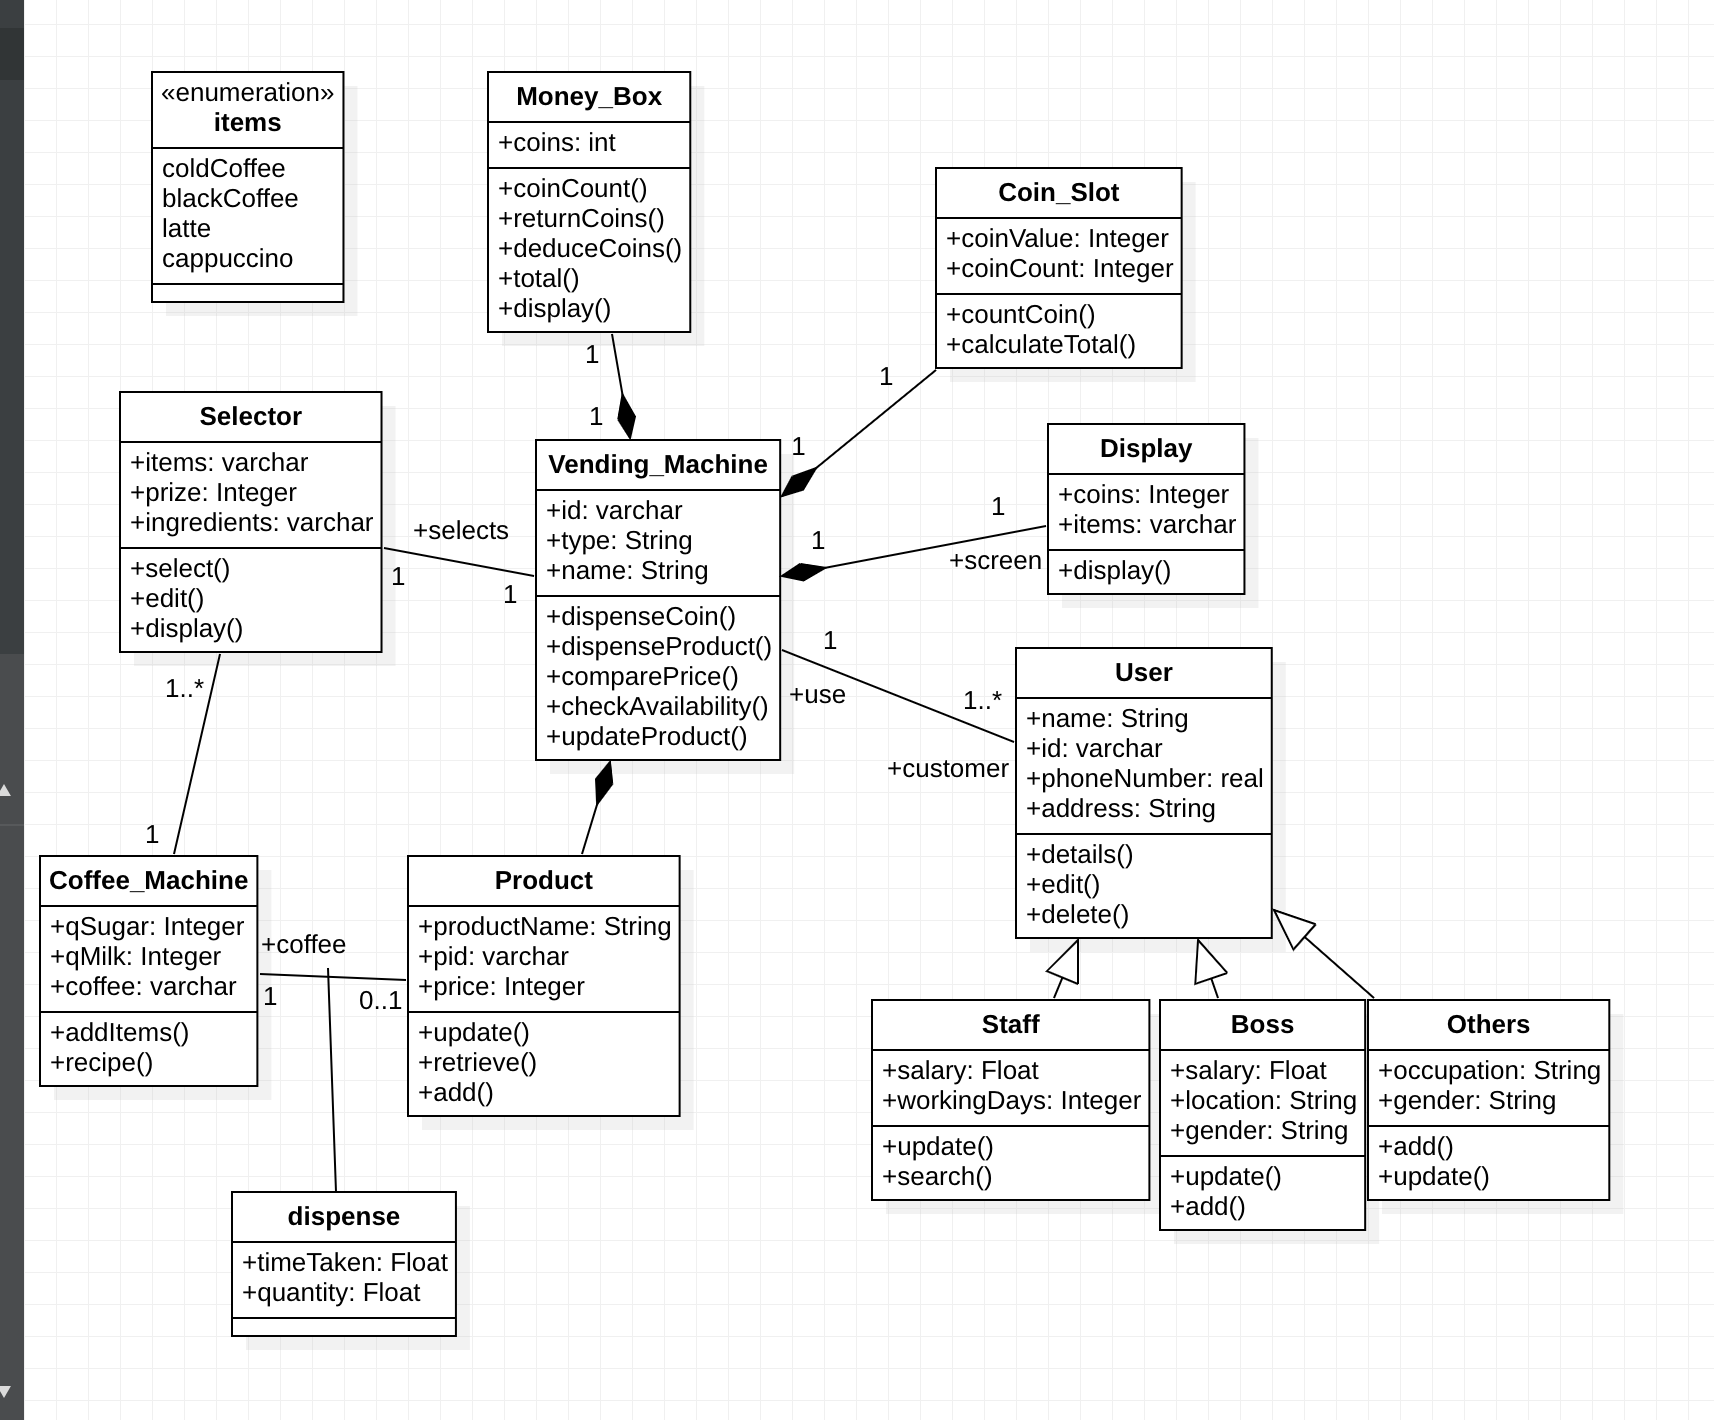 «enumeration»
items
coldCoffee
blackCoffee
latte
cappuccino
Money_Box
+coins: int
+coinCount()
+returnCoins()
+deduceCoins()
+total()
+display()
1
1
Coin_Slot
+coinValue: Integer
+coinCount: Integer
+countCoin()
+calculateTotal()
1
1
Selector
+items: varchar
+prize: Integer
+ingredients: varchar
+select()
+edit()
+display()
+selects
1
1
Vending_Machine
+id: varchar
+type: String
+name: String
+dispenseCoin()
+dispenseProduct()
+comparePrice()
+checkAvailability()
+updateProduct()
Display
+coins: Integer
+items: varchar
+display()
1
1
+screen
1
+use
1..*
+customer
User
+name: String
+id: varchar
+phoneNumber: real
+address: String
+details()
+edit()
+delete()
1..*
1
Coffee_Machine
+qSugar: Integer
+qMilk: Integer
+coffee: varchar
+addItems()
+recipe()
+coffee
1
0..1
Product
+productName: String
+pid: varchar
+price: Integer
+update()
+retrieve()
+add()
Staff
+salary: Float
+workingDays: Integer
+update()
+search()
Boss
+salary: Float
+location: String
+gender: String
+update()
+add()
Others
+occupation: String
+gender: String
+add()
+update()
dispense
+timeTaken: Float
+quantity: Float